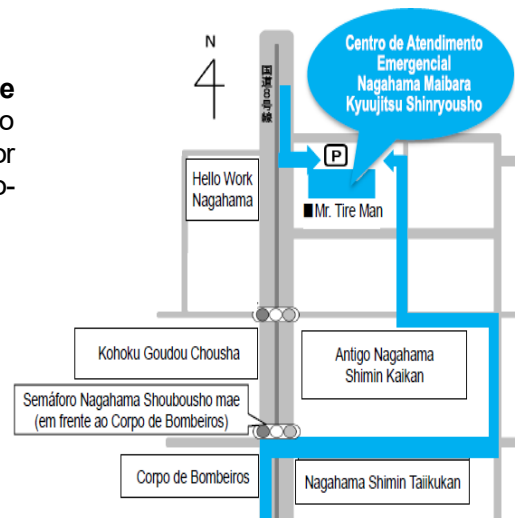 e
o
or
o-
N
国道8号線
Centro de Atendimento
Emergencial
Nagahama Maibara
Kyuujitsu Shinryousho
P
Hello Work
Nagahama
■Mr. Tire Man
Kohoku Goudou Chousha
Antigo Nagahama
Shimin Kaikan
Semáforo Nagahama Shoubousho mae
(em frente ao Corpo de Bombeiros)
Corpo de Bombeiros
Nagahama Shimin Taiikukan